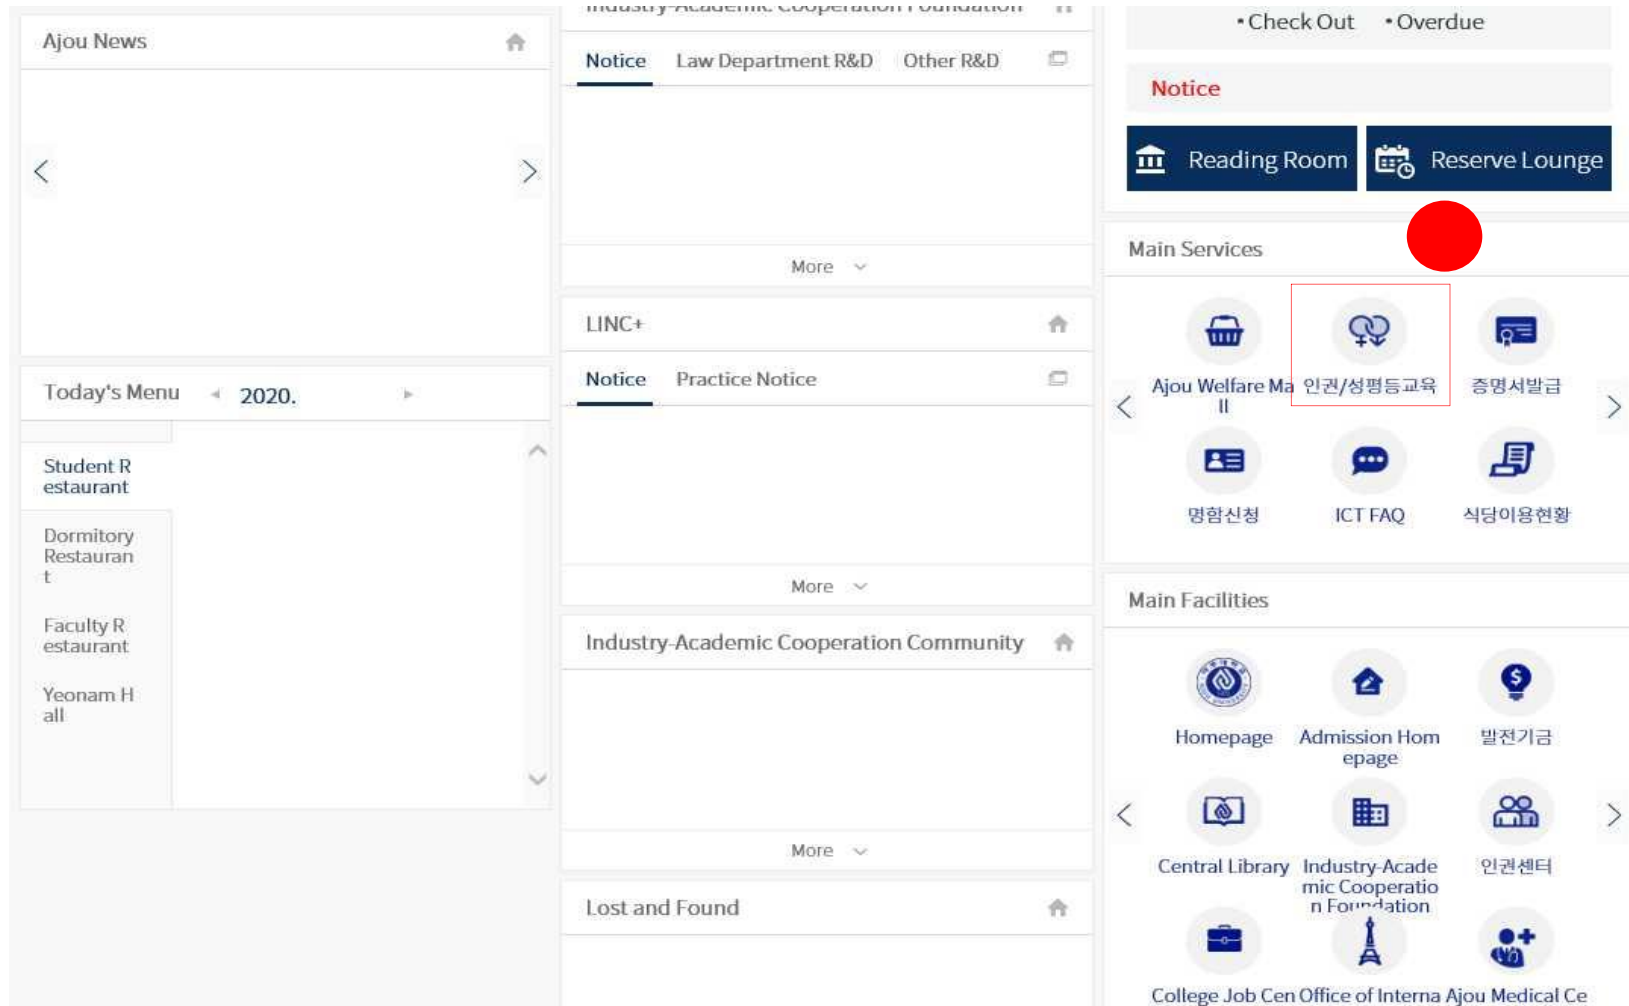 Ajou News
Today's Menu 2020.
Student R
estaurant
Dormitory
Restauran
t
Faculty R
estaurant
Yeonam H
all
Industry-Academic Cooperation Foundation
Notice Law Department R&D Other R&D
More
LINC+
Notice Practice Notice
More
Industry-Academic Cooperation Community
More
Lost and Found
• Check Out • Overdue
Notice
Reading Room Reserve Lounge
Main Services
Ajou Welfare Ma
ll
인권/성평등교육
증명서발급
명함신청
ICT FAQ
식당이용현황
Main Facilities
Homepage
Admission Hom
epage
발전기금
Central Library
Industry-Acade
mic Cooperatio
n Foundation
인권센터
College Job Cen
Office of Interna
Ajou Medical Ce